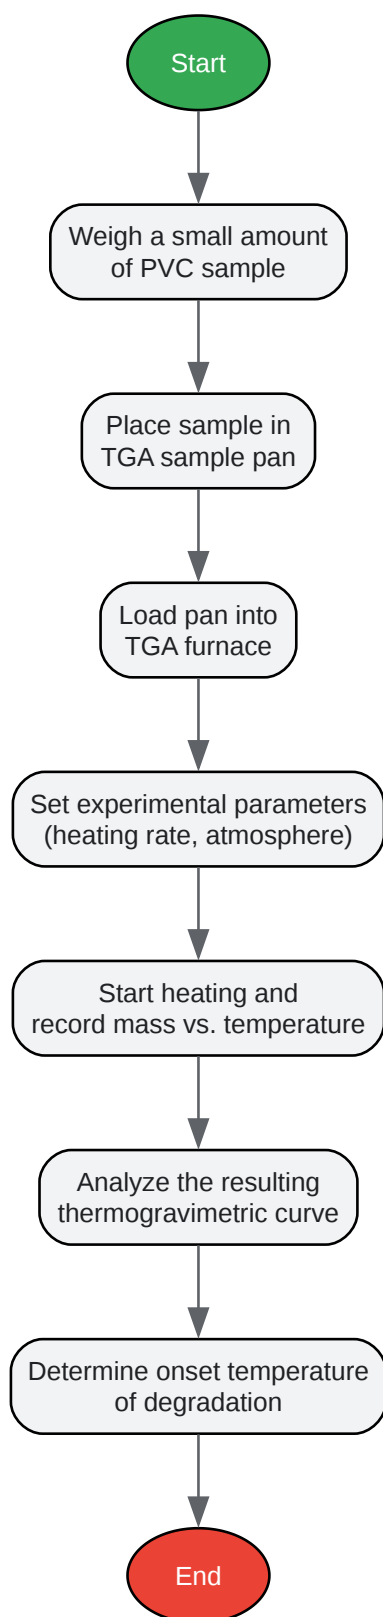 Start
Weigh a small amount
of PVC sample
Place sample in
TGA sample pan
Load pan into
TGA furnace
Set experimental parameters
(heating rate, atmosphere)
Start heating and
record mass vs. temperature
Analyze the resulting
thermogravimetric curve
Determine onset temperature
of degradation
End